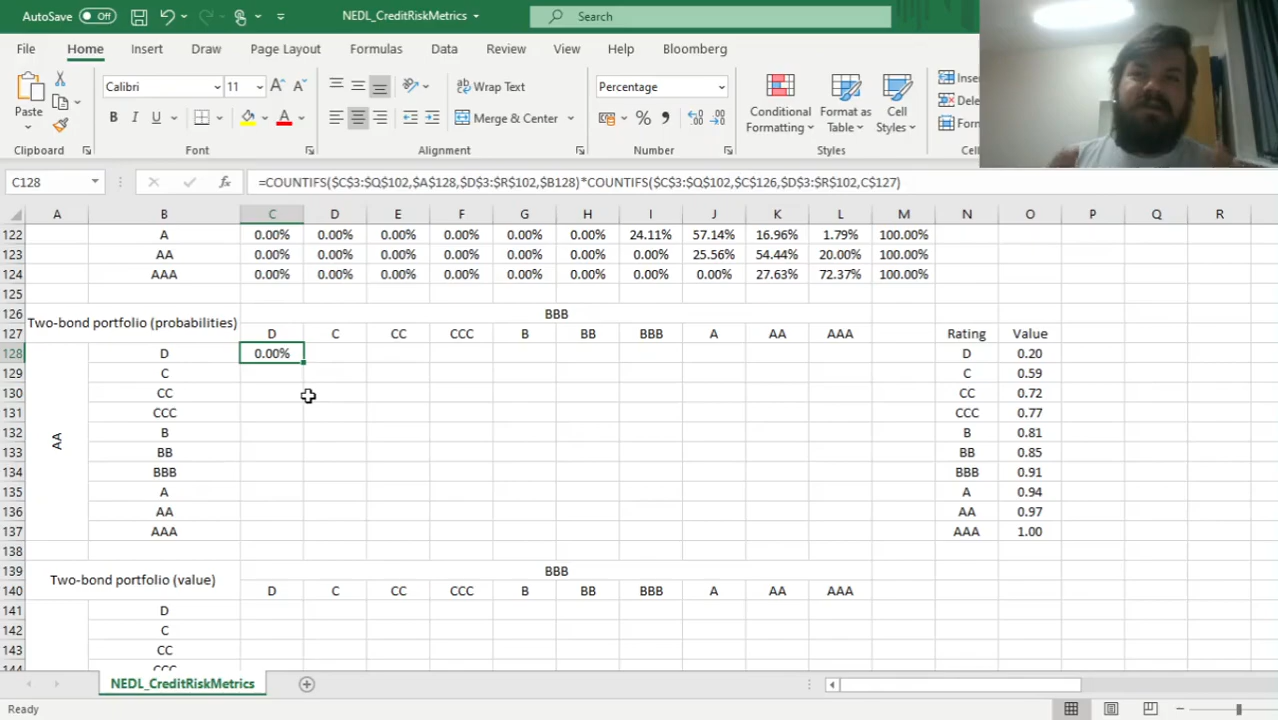 AutoSave Off NEDL_CreditRiskMetrics Search
File Home Insert Draw Page Layout Formulas Data Review View Help Bloomberg
Paste Calibri 11 Wrap Text Merge & Center Percentage Conditional Formatting Format as Table Cell Styles
Clipboard Font Alignment Number Styles
C128 fx =COUNTIFS($C$3:$Q$102,$A$128,$D$3:$R$102,$B128)*COUNTIFS($C$3:$Q$102,$C$126,$D$3:$R$102,C$127)
A B C D E F G H I J K L M N O P Q R
122 A 0.00% 0.00% 0.00% 0.00% 0.00% 0.00% 24.11% 57.14% 16.96% 1.79% 100.00%
123 AA 0.00% 0.00% 0.00% 0.00% 0.00% 0.00% 0.00% 25.56% 54.44% 20.00% 100.00%
124 AAA 0.00% 0.00% 0.00% 0.00% 0.00% 0.00% 0.00% 0.00% 27.63% 72.37% 100.00%
125
126 Two-bond portfolio (probabilities) BBB
127 D C CC CCC B BB BBB A AA AAA Rating Value
128 D 0.00% D 0.20
129 C C 0.59
130 CC CC 0.72
131 CCC CCC 0.77
132 AA B B 0.81
133 BB BB 0.85
134 BBB BBB 0.91
135 A A 0.94
136 AA AA 0.97
137 AAA AAA 1.00
138
139 Two-bond portfolio (value) BBB
140 D C CC CCC B BB BBB A AA AAA
141 D
142 C
143 CC
144 CCC
NEDL_CreditRiskMetrics
Ready